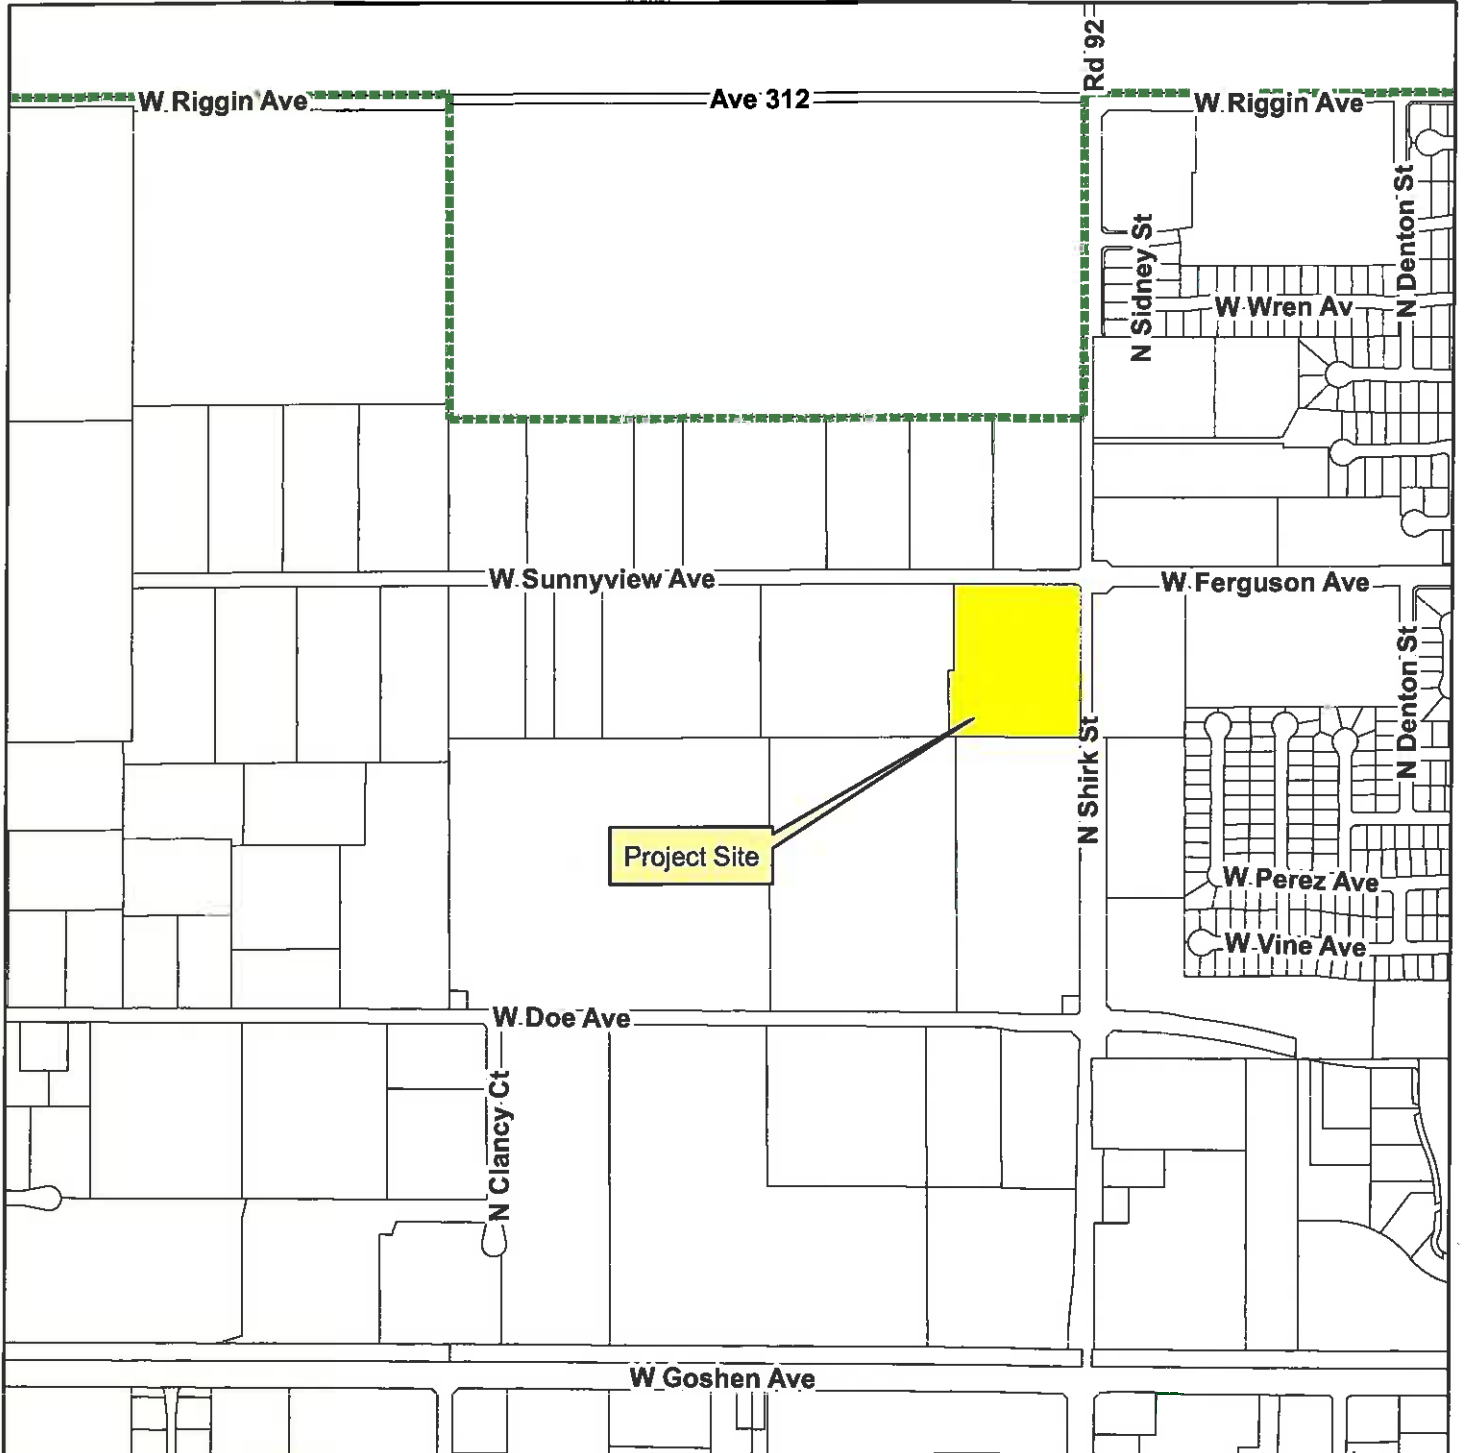 Rd 92
W Riggin Ave
Ave 312
W Riggin Ave
N Denton St
N Sidney St
W Wren Av
W Sunnyview Ave
W Ferguson Ave
N Denton St
N Shirk St
Project Site
W Perez Ave
W Vine Ave
W Doe Ave
N Clancy Ct
W Goshen Ave